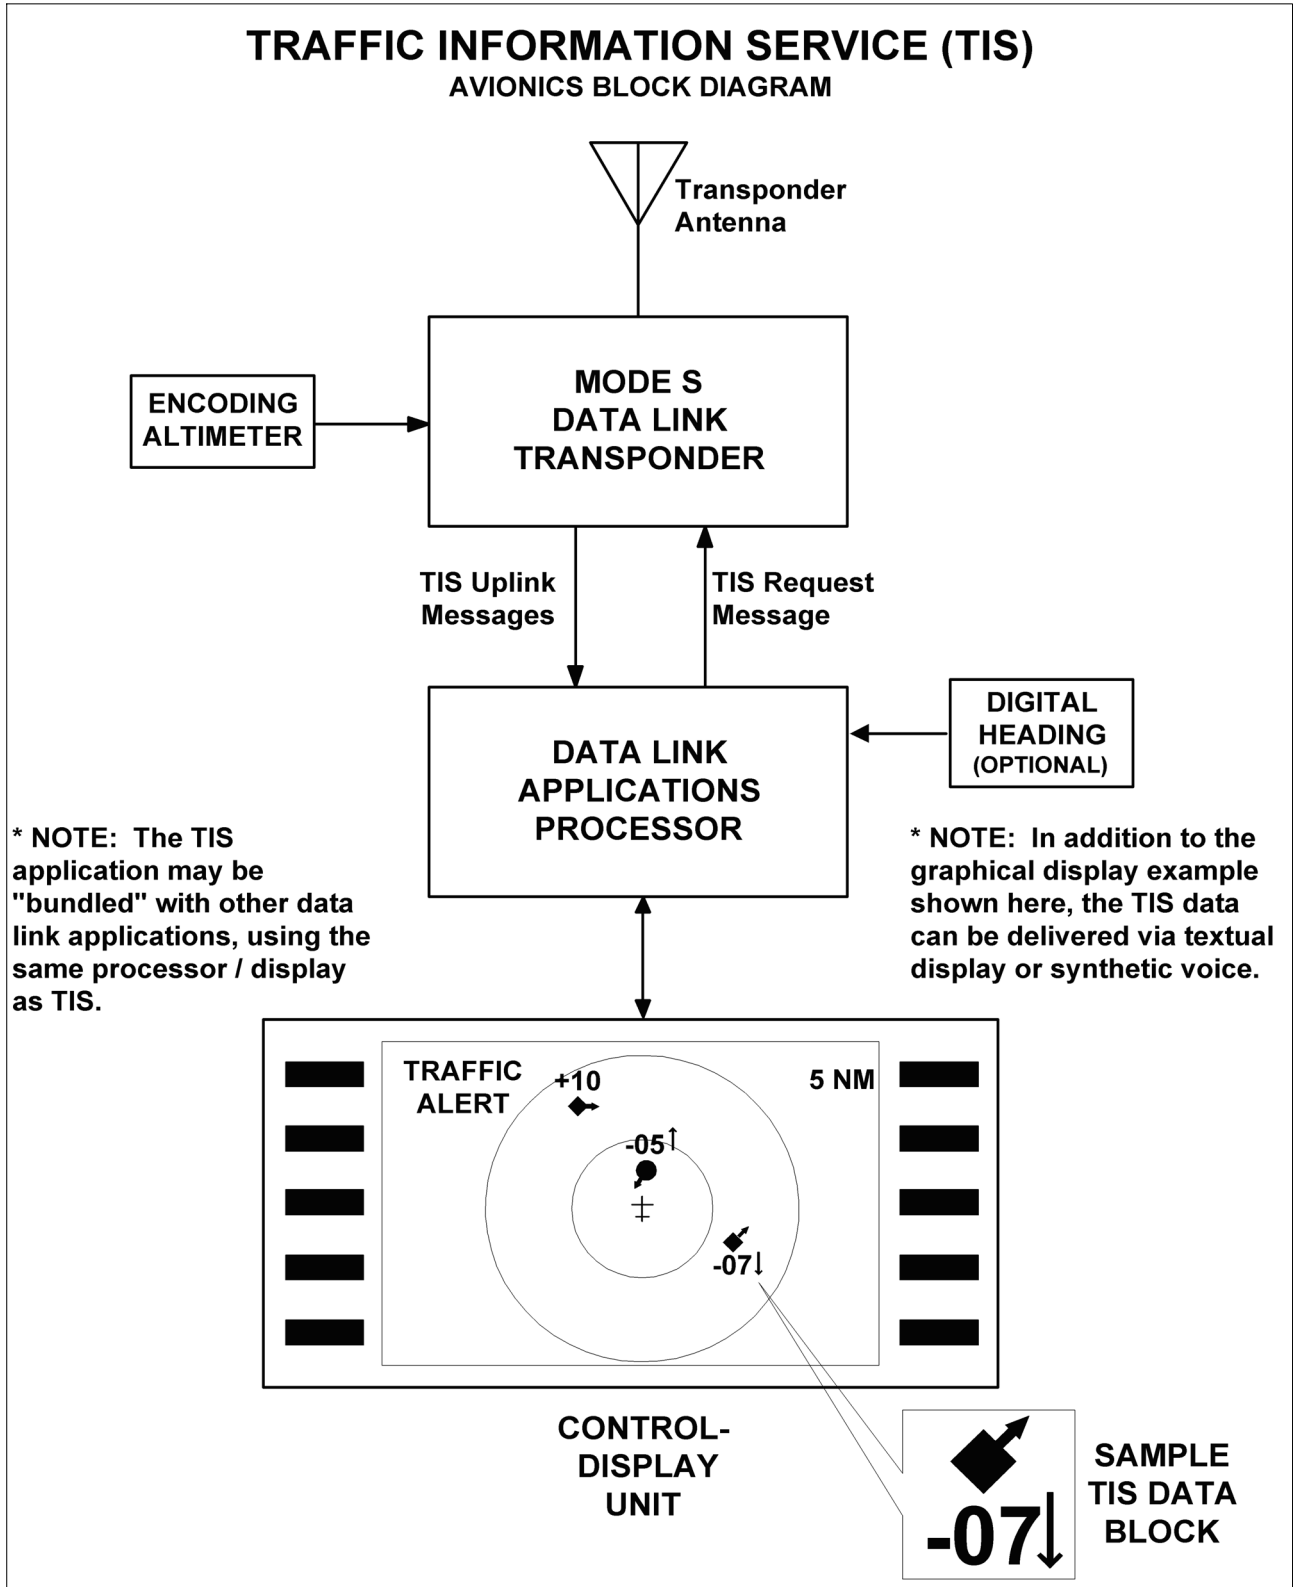 TRAFFIC INFORMATION SERVICE (TIS)
AVIONICS BLOCK DIAGRAM
Transponder
Antenna
MODE S
DATA LINK
TRANSPONDER
ENCODING
ALTIMETER
TIS Uplink
Messages
TIS Request
Message
DIGITAL
HEADING
(OPTIONAL)
DATA LINK
APPLICATIONS
PROCESSOR
* NOTE:  The TIS
application may be
"bundled" with other data
link applications, using the
same processor / display
as TIS.
* NOTE:  In addition to the
graphical display example
shown here, the TIS data
can be delivered via textual
display or synthetic voice.
TRAFFIC
ALERT
+10
5 NM
-05↑
-07↓
CONTROL-
DISPLAY
UNIT
-07↓
SAMPLE
TIS DATA
BLOCK